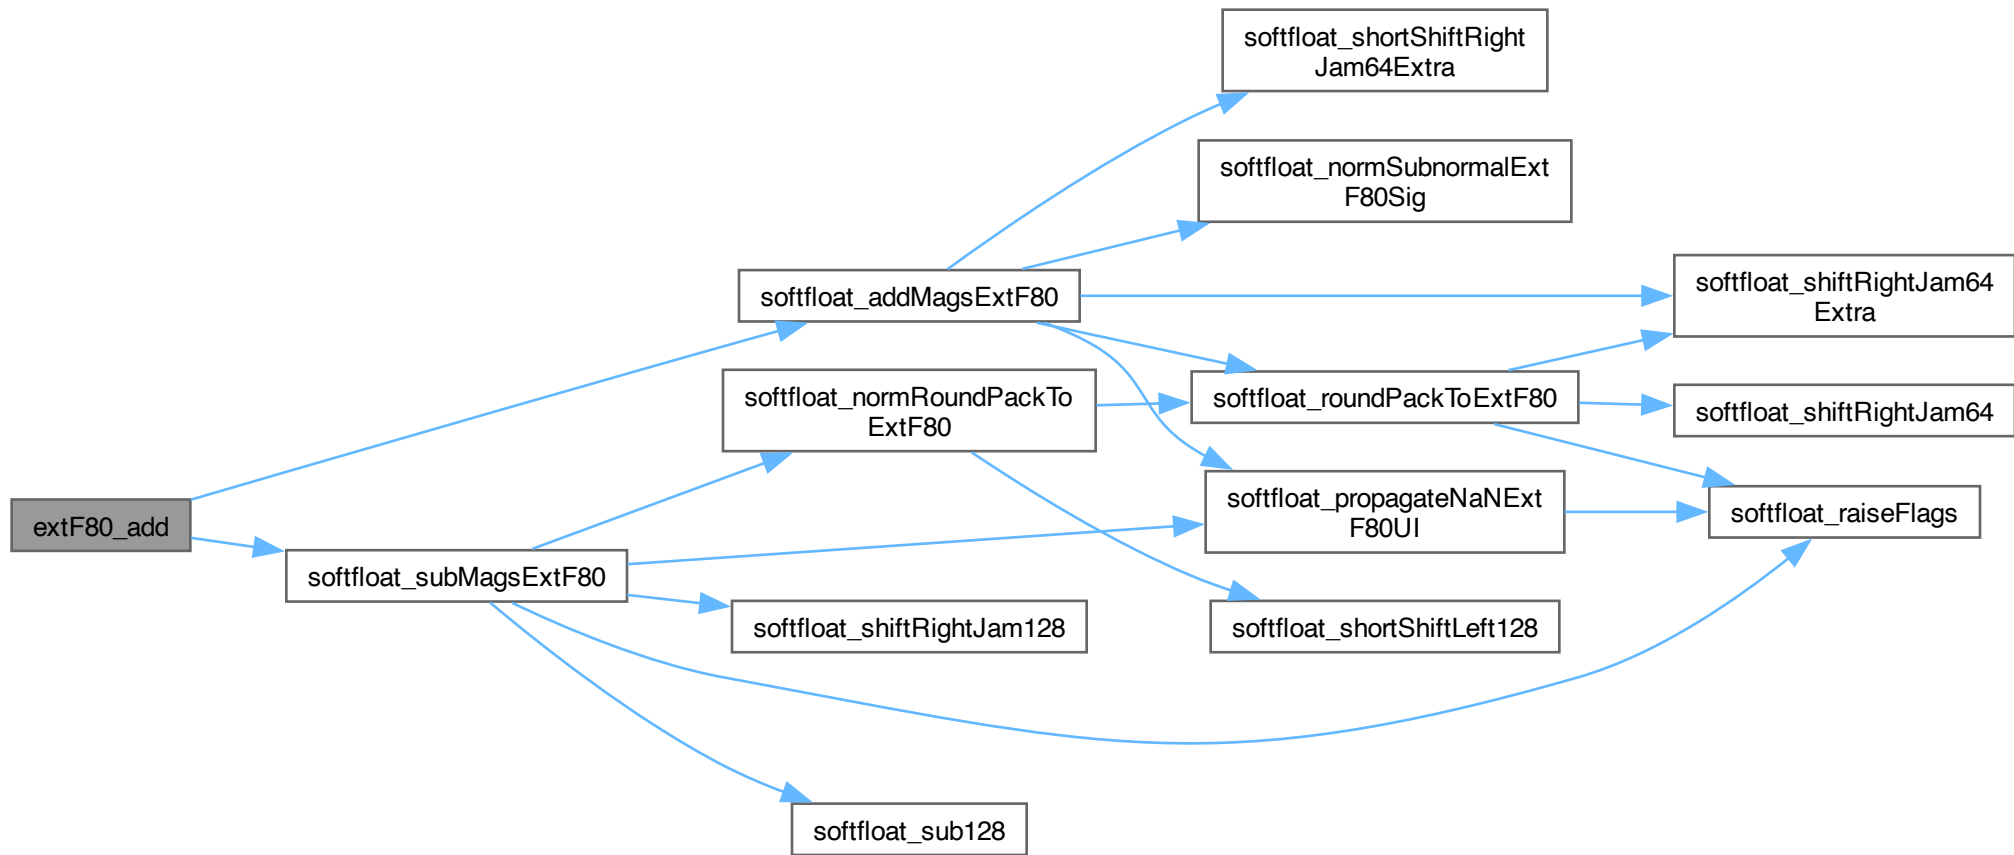 softfloat_shortShiftRight
Jam64Extra
softfloat_normSubnormalExt
F80Sig
softfloat_addMagsExtF80
softfloat_shiftRightJam64
Extra
softfloat_normRoundPackTo
ExtF80
softfloat_roundPackToExtF80
softfloat_shiftRightJam64
extF80_add
softfloat_propagateNaNExt
F80UI
softfloat_raiseFlags
softfloat_subMagsExtF80
softfloat_shiftRightJam128
softfloat_shortShiftLeft128
softfloat_sub128